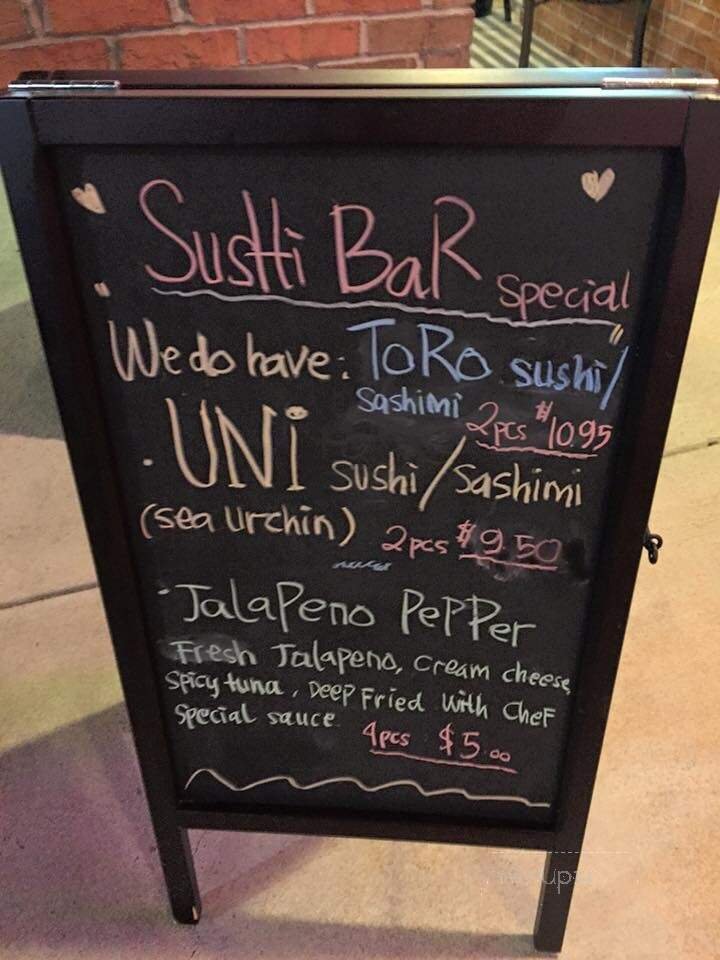 SusHi BaR special
" We do have: ToRo sushi/ "
sashimi 2pcs $10.95
· UNi sushi/sashimi
(sea urchin) 2pcs $9.50
· JalaPeno PePPer
Fresh Jalapeno, cream cheese,
Spicy tuna, DeeP Fried with CheF
Special sauce. 4pcs $5.00